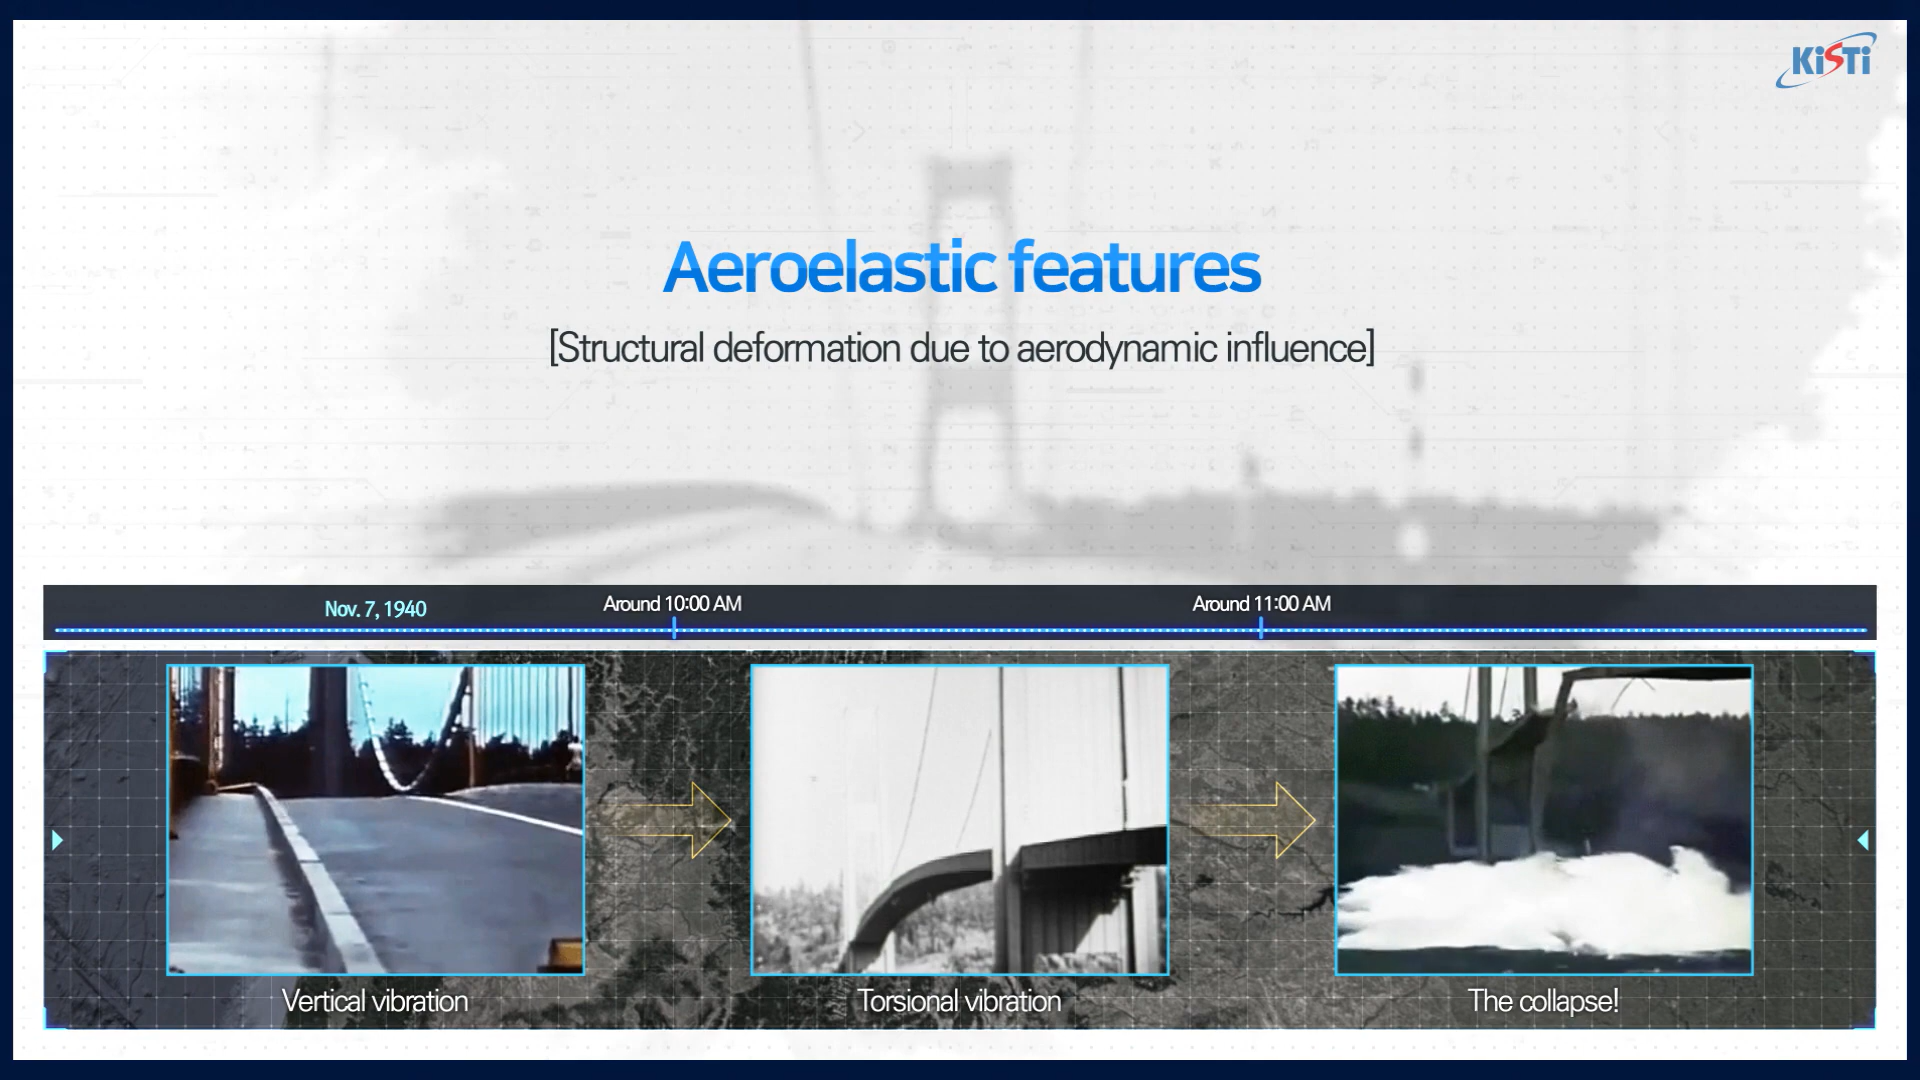 KiSTi
Aeroelastic features
[Structural deformation due to aerodynamic influence]
Nov. 7, 1940
Around 10:00 AM
Around 11:00 AM
Vertical vibration
Torsional vibration
The collapse!